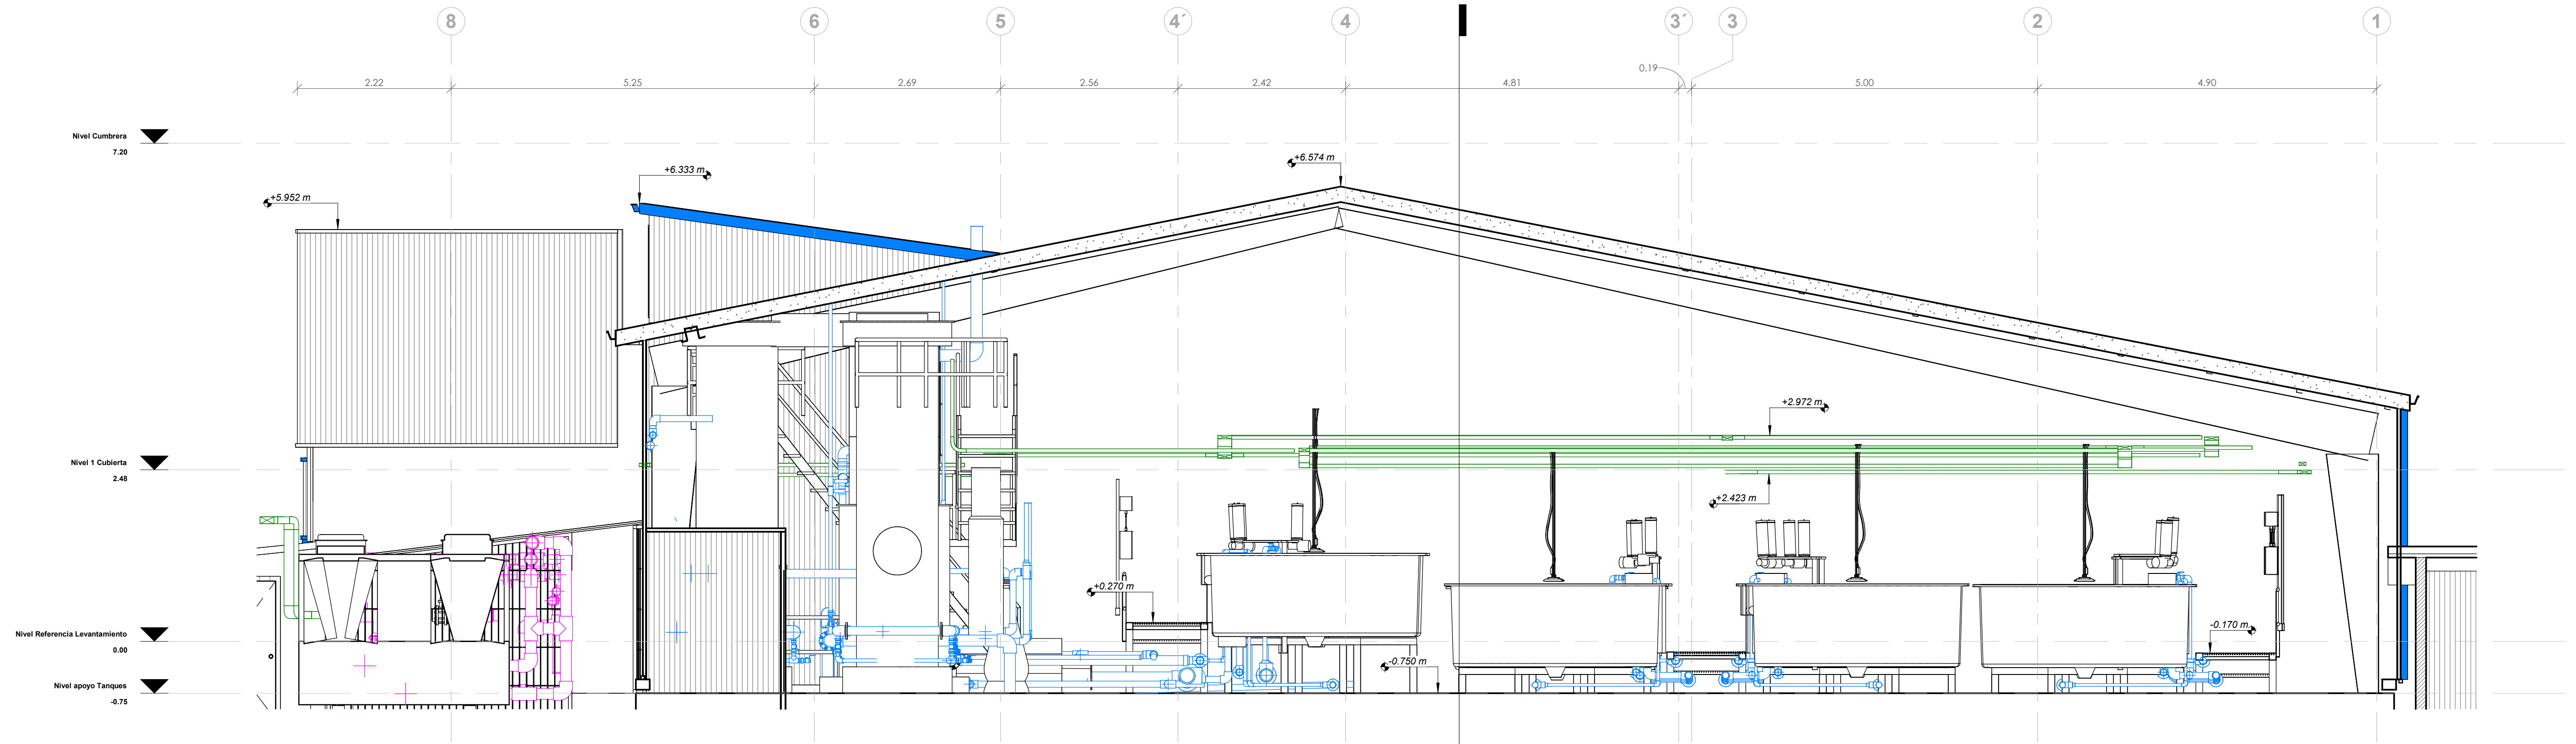 8 6 5 4´ 4 3´ 3 2 1
0.19
2.22 5.25 2.69 2.56 2.42 4.81 5.00 4.90
Nivel Cumbrera
7.20
+6.574 m
+6.333 m
+5.952 m
+2.972 m
Nivel 1 Cubierta
2.48
+2.423 m
+0.270 m
-0.170 m
Nivel Referencia Levantamiento
0.00
-0.750 m
Nivel apoyo Tanques
-0.75